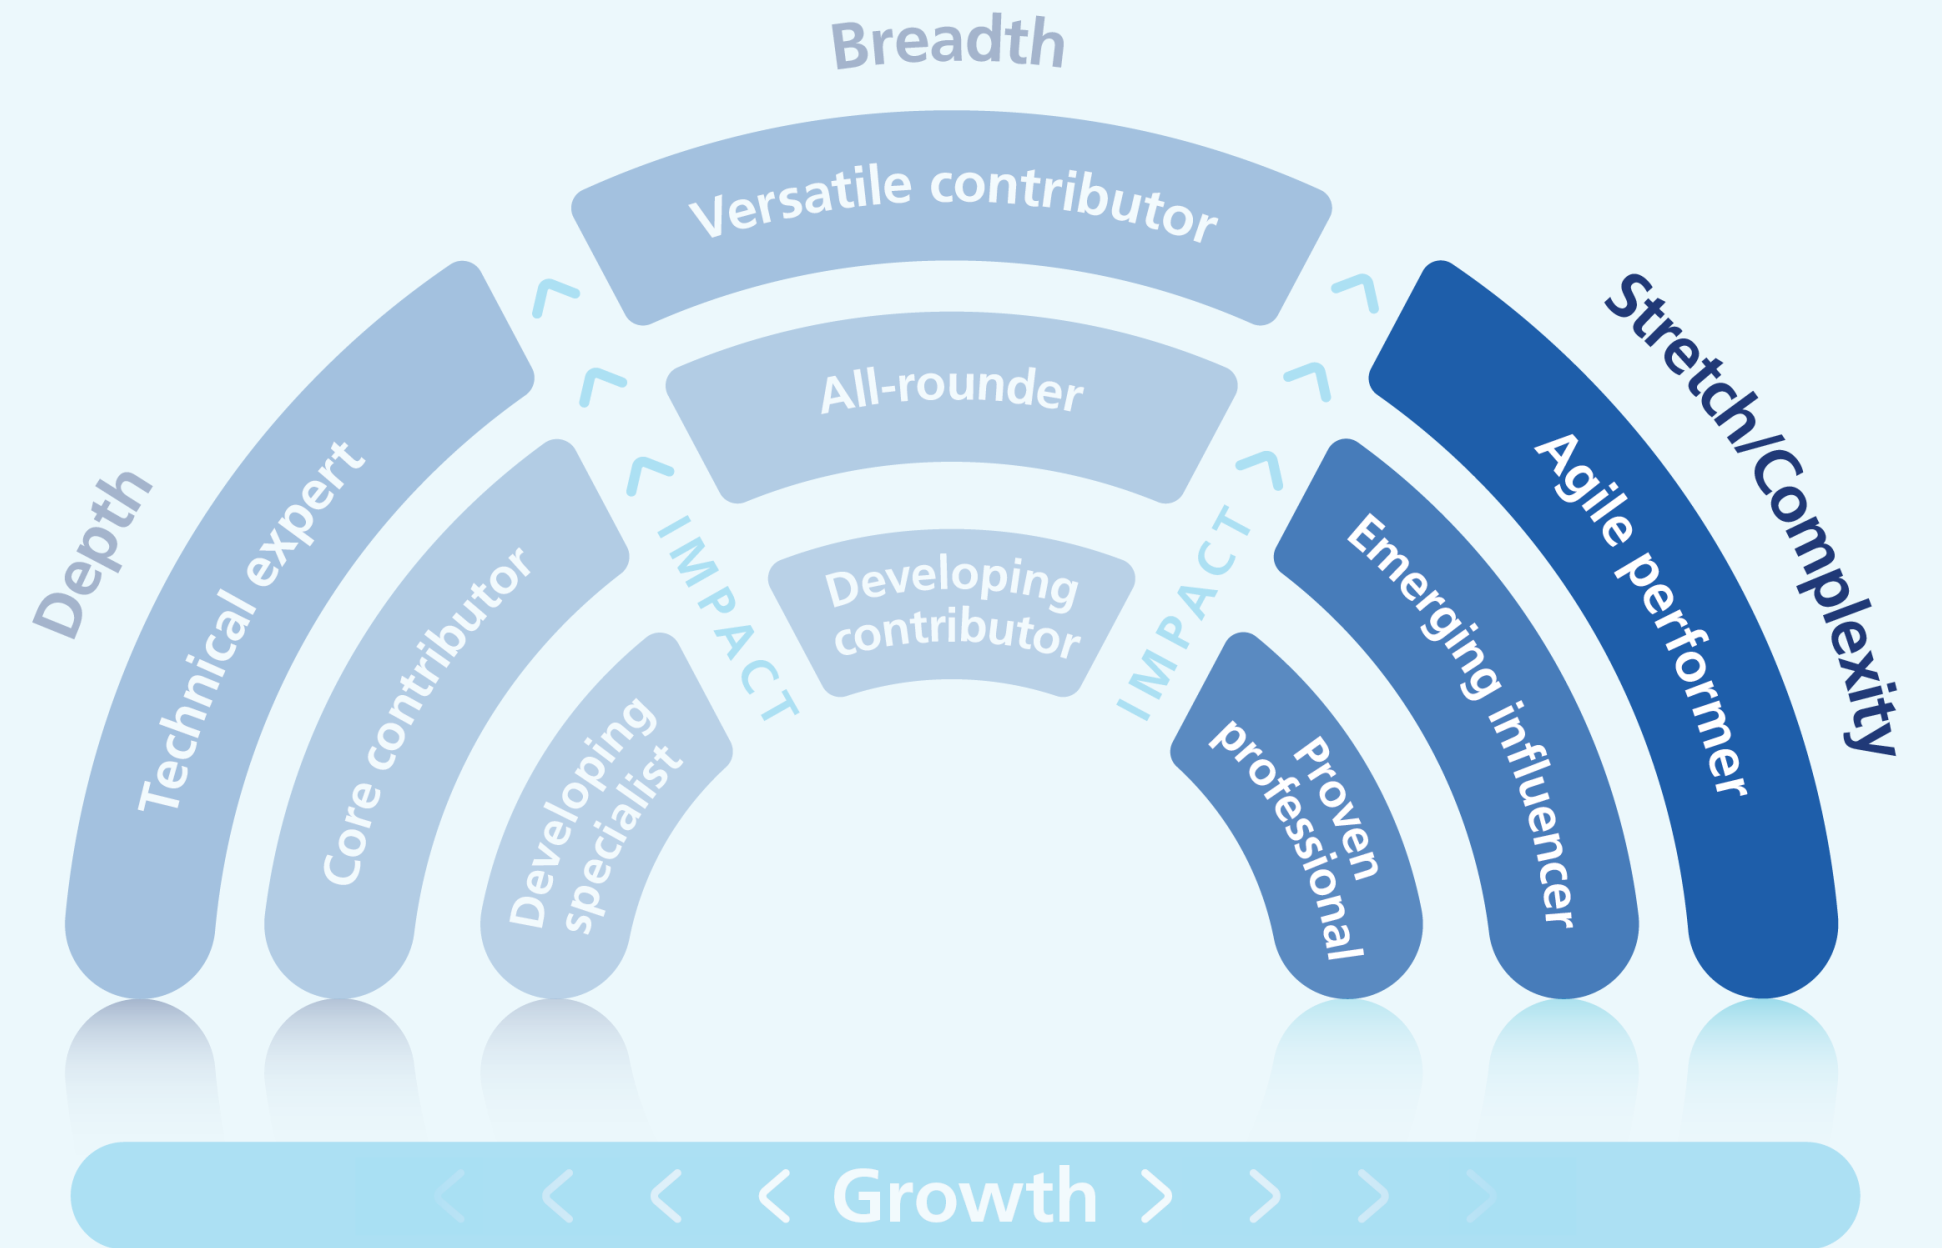 Breadth
Versatile contributor
All-rounder
Developing
contributor
Depth
Technical expert
Core contributor
Developing
specialist
IMPACT
IMPACT
Stretch/Complexity
Agile performer
Emerging influencer
Proven
professional
Growth